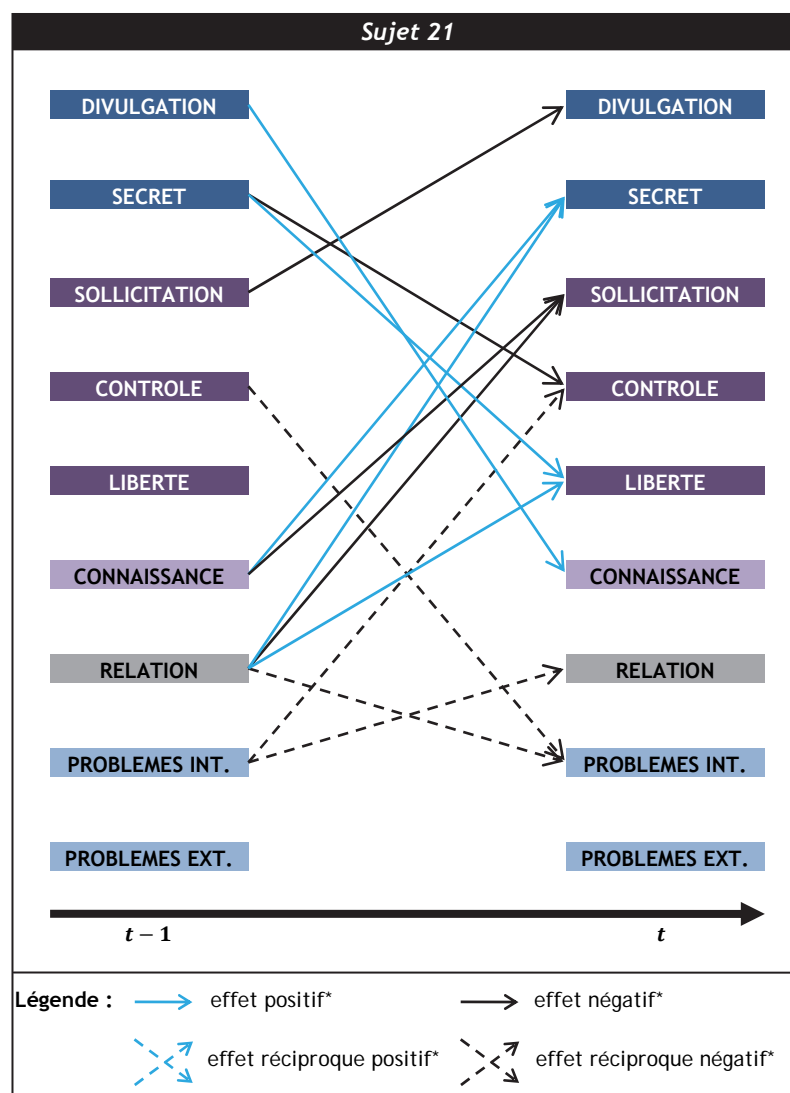 Sujet 21
DIVULGATION DIVULGATION
SECRET SECRET
SOLLICITATION SOLLICITATION
CONTROLE CONTROLE
LIBERTE LIBERTE
CONNAISSANCE CONNAISSANCE
RELATION RELATION
PROBLEMES INT. PROBLEMES INT.
PROBLEMES EXT. PROBLEMES EXT.
t – 1 t
Légende : effet positif* effet négatif*
effet réciproque positif* effet réciproque négatif*